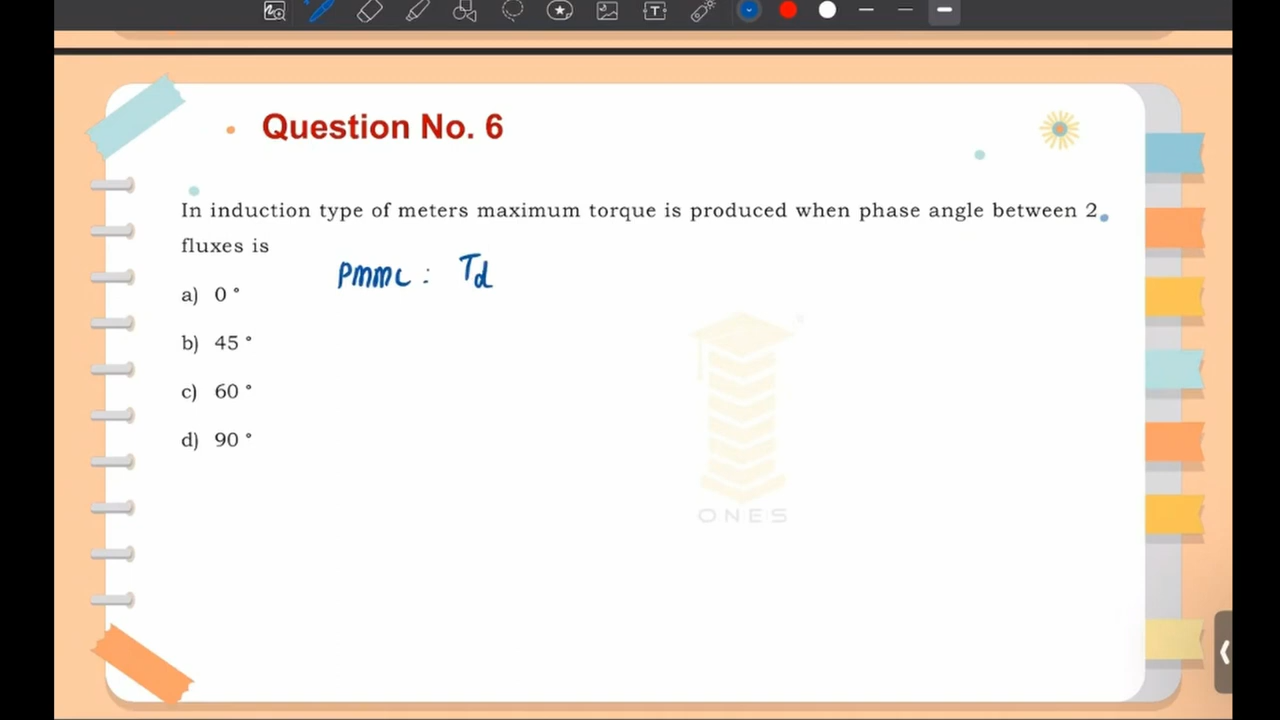 Question No. 6
In induction type of meters maximum torque is produced when phase angle between 2
fluxes is
PMMC : Td
a) 0 °
b) 45 °
c) 60 °
d) 90 °
ONES